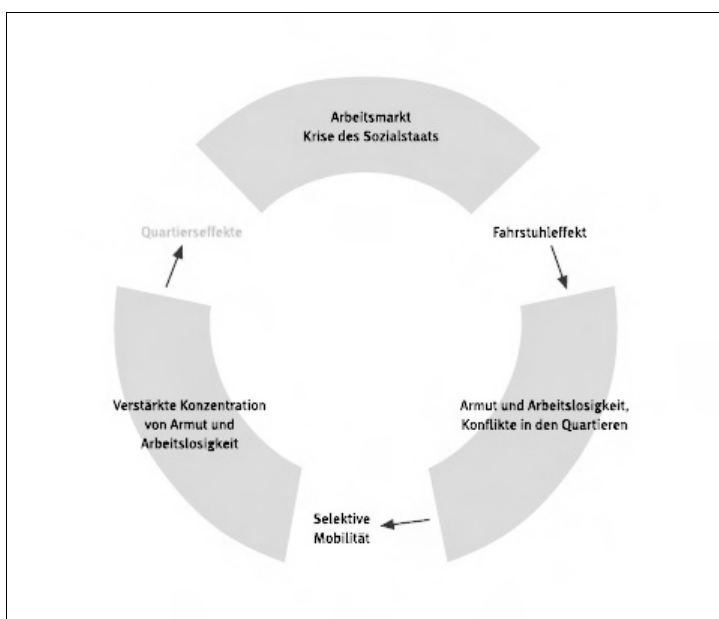 Arbeitsmarkt
Krise des Sozialstaats
Quartierseffekte
Fahrstuhleffekt
Verstärkte Konzentration
von Armut und
Arbeitslosigkeit
Armut und Arbeitslosigkeit,
Konflikte in den Quartieren
Selektive
Mobilität